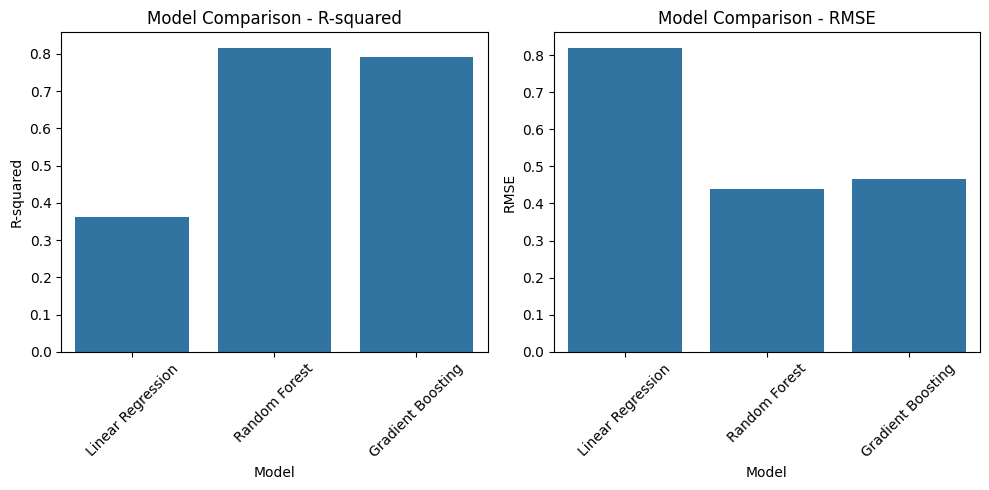 Model Comparison - R-squared
R-squared
0.8
0.7
0.6
0.5
0.4
0.3
0.2
0.1
0.0
Linear Regression
Random Forest
Gradient Boosting
Model
Model Comparison - RMSE
RMSE
0.8
0.7
0.6
0.5
0.4
0.3
0.2
0.1
0.0
Linear Regression
Random Forest
Gradient Boosting
Model